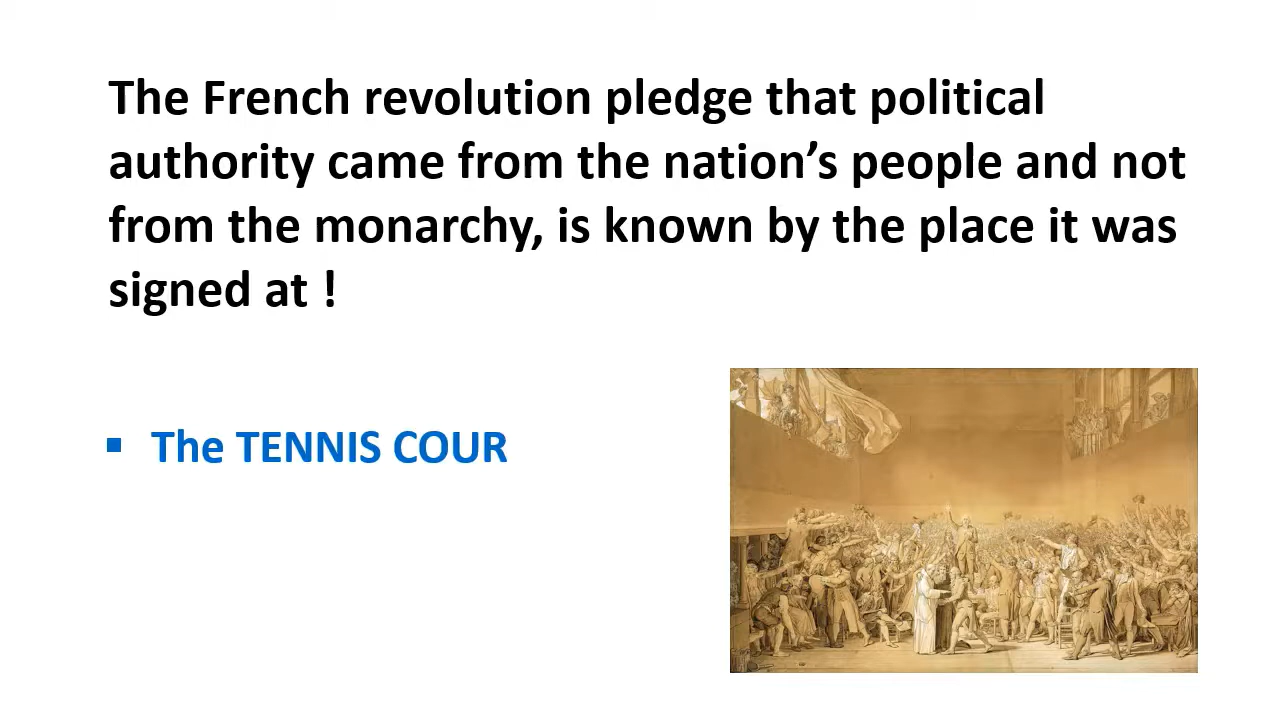 The French revolution pledge that political
authority came from the nation’s people and not
from the monarchy, is known by the place it was
signed at !
▪ The TENNIS COUR